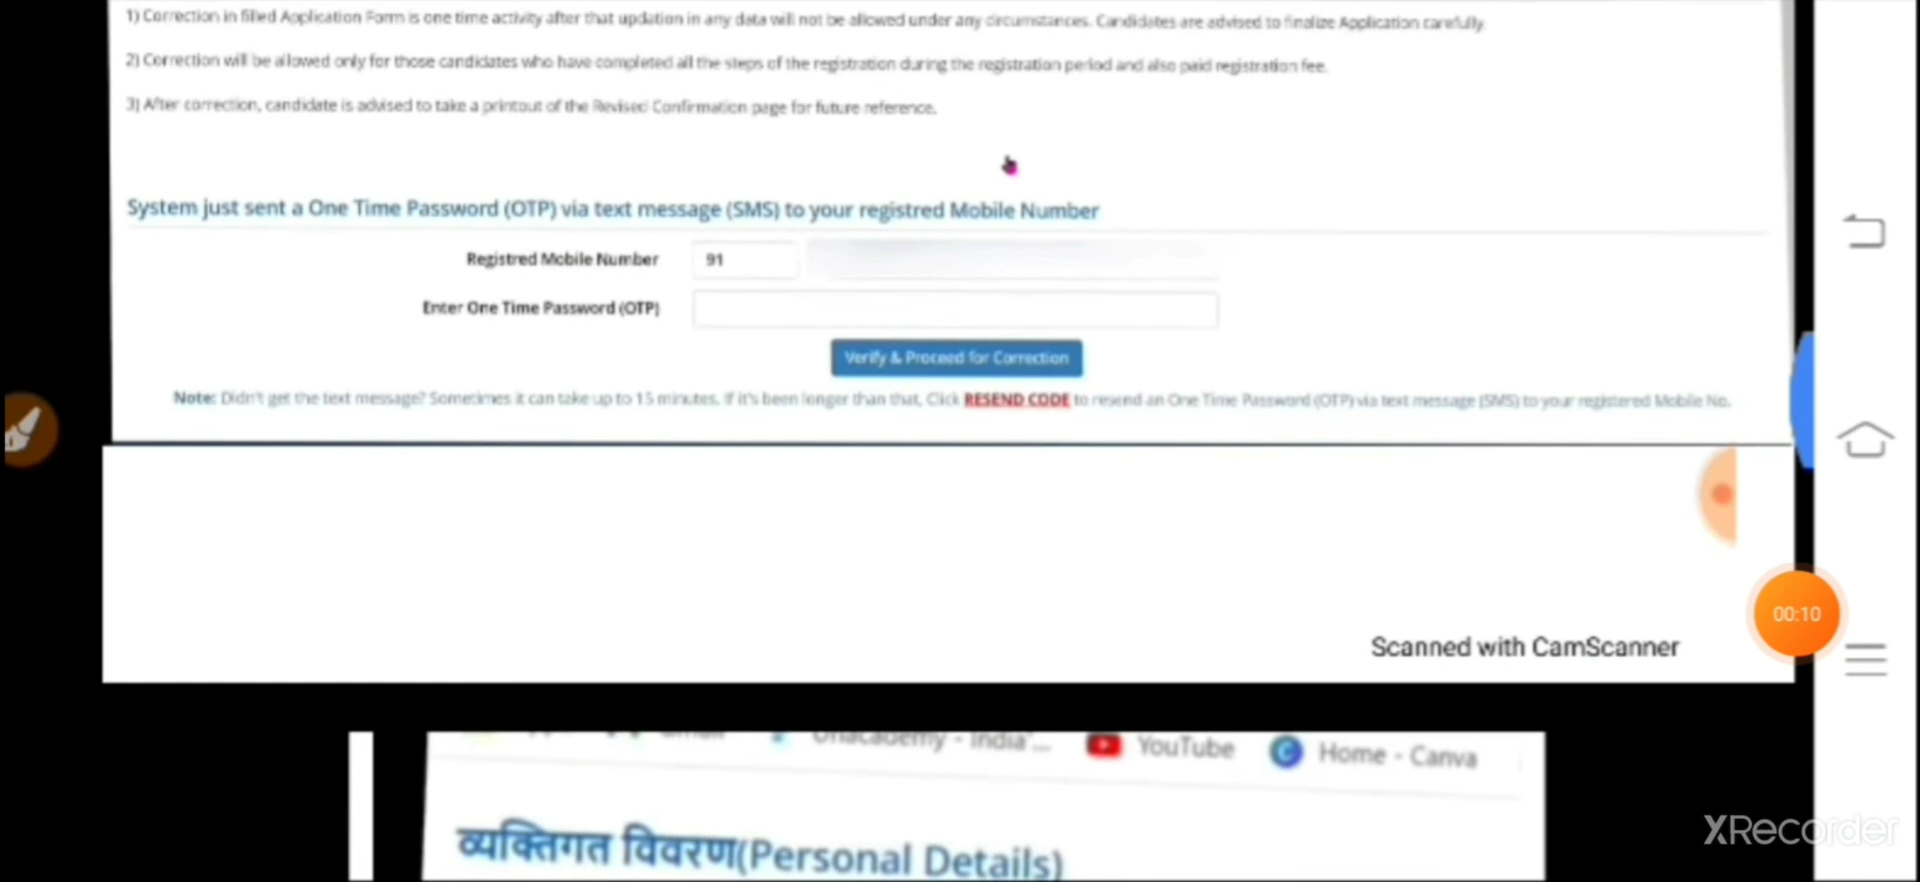 1) Correction in filled Application Form is one time activity after that updation in any data will not be allowed under any circumstances. Candidates are advised to finalize Application carefully.
2) Correction will be allowed only for those candidates who have completed all the steps of the registration during the registration period and also paid registration fee.
3) After correction, candidate is advised to take a printout of the Revised Confirmation page for future reference.
System just sent a One Time Password (OTP) via text message (SMS) to your registred Mobile Number
Registred Mobile Number 91
Enter One Time Password (OTP)
Verify & Proceed for Correction
Note: Didn't get the text message? Sometimes it can take up to 15 minutes. If it's been longer than that, Click RESEND CODE to resend an One Time Password (OTP) via text message (SMS) to your registered Mobile No.
00:10
Scanned with CamScanner
Unacademy - India'... YouTube Home - Canva
XRecorder
व्यक्तिगत विवरण(Personal Details)